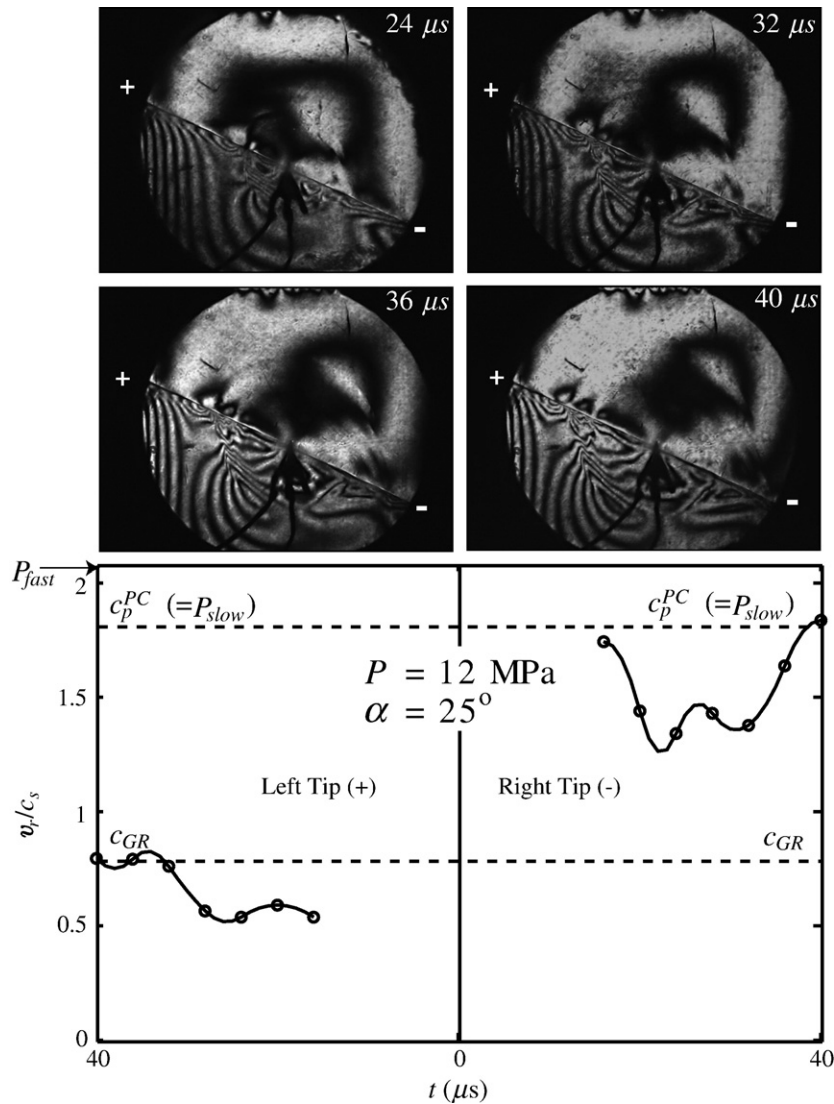 24 μs
32 μs
+
+
-
-
36 μs
40 μs
+
+
-
-
P_fast
2
c_p^PC (=P_slow)
c_p^PC (=P_slow)
P = 12 MPa
α = 25°
1.5
Left Tip (+)
Right Tip (-)
v_r/c_s
1
c_GR
c_GR
0.5
0
40
0
40
t (μs)